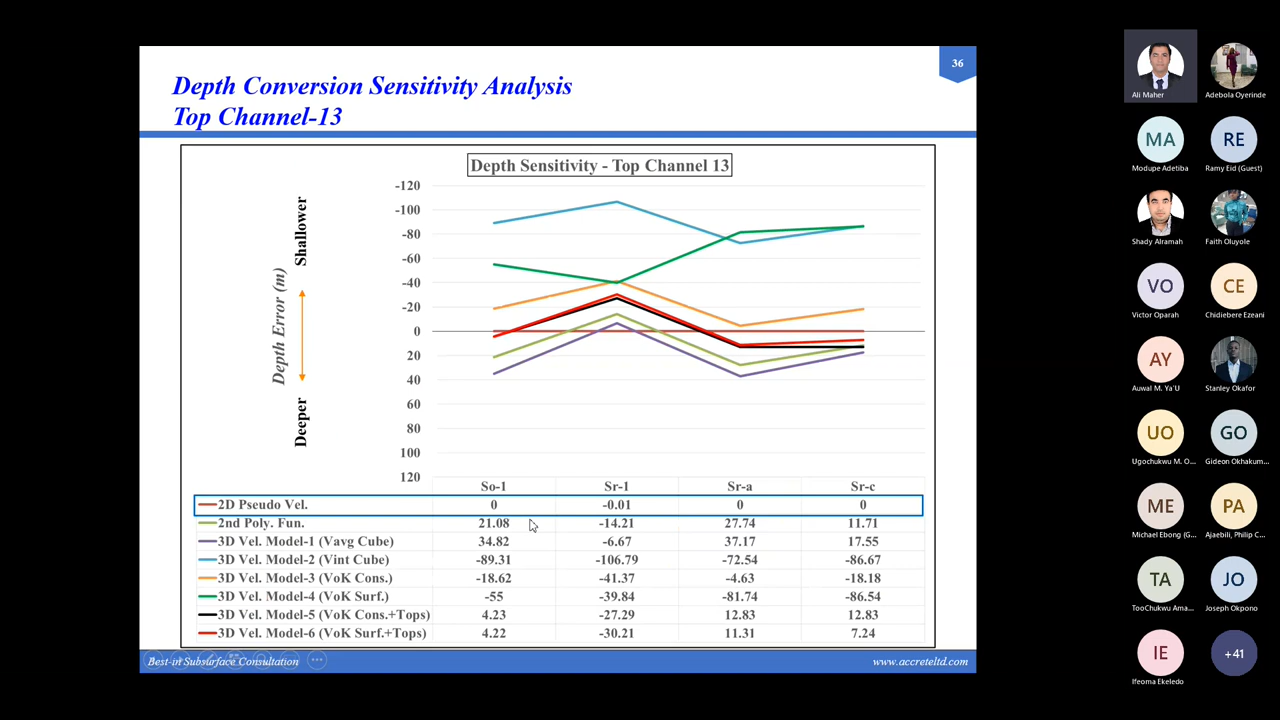 36
Depth Conversion Sensitivity Analysis
Top Channel-13
Depth Sensitivity - Top Channel 13
Shallower
Depth Error (m)
Deeper
-120
-100
-80
-60
-40
-20
0
20
40
60
80
100
120
So-1 Sr-1 Sr-a Sr-c
2D Pseudo Vel. 0 -0.01 0 0
2nd Poly. Fun. 21.08 -14.21 27.74 11.71
3D Vel. Model-1 (Vavg Cube) 34.82 -6.67 37.17 17.55
3D Vel. Model-2 (Vint Cube) -89.31 -106.79 -72.54 -86.67
3D Vel. Model-3 (VoK Cons.) -18.62 -41.37 -4.63 -18.18
3D Vel. Model-4 (VoK Surf.) -55 -39.84 -81.74 -86.54
3D Vel. Model-5 (VoK Cons.+Tops) 4.23 -27.29 12.83 12.83
3D Vel. Model-6 (VoK Surf+Tops) 4.22 -30.21 11.31 7.24
Best-in Subsurface Consultation
www.accreteltd.com
Ali Maher
Adebola Oyerinde
MA RE
Modupe Adetiba
Ramy Eid (Guest)
Shady Alramah
Faith Oluyole
VO CE
Victor Oparah
Chidiebere Ezeani
AY
Auwal M. Ya'U
Stanley Okafor
UO GO
Ugochukwu M. O...
Gideon Okhakum...
ME PA
Michael Ebong (G...
Ajaebili, Philip C...
TA JO
TooChukwu Ama...
Joseph Okpono
IE +41
Ifeoma Ekeledo